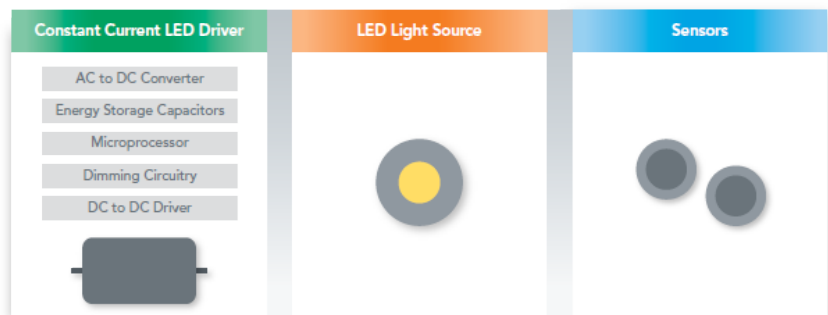 Constant Current LED Driver
AC to DC Converter
Energy Storage Capacitors
Microprocessor
Dimming Circuitry
DC to DC Driver
LED Light Source
Sensors